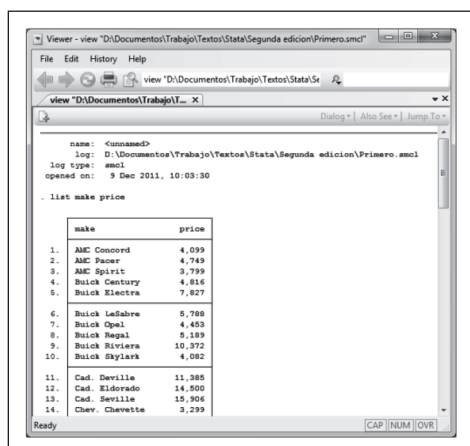 Viewer - view "D:\Documentos\Trabajo\Textos\Stata\Segunda edicion\Primero.smcl"
File Edit History Help
view "D:\Documentos\Trabajo\Textos\Stata\Se
view "D:\Documentos\Trabajo\T... X
Dialog Also See Jump To
name: <unnamed>
log: D:\Documentos\Trabajo\Textos\Stata\Segunda edicion\Primero.smcl
log type: smcl
opened on: 9 Dec 2011, 10:03:30
. list make price
make price
1. AMC Concord 4,099
2. AMC Pacer 4,749
3. AMC Spirit 3,799
4. Buick Century 4,816
5. Buick Electra 7,827
6. Buick LeSabre 5,788
7. Buick Opel 4,453
8. Buick Regal 5,189
9. Buick Riviera 10,372
10. Buick Skylark 4,082
11. Cad. Deville 11,385
12. Cad. Eldorado 14,500
13. Cad. Seville 15,906
14. Chev. Chevette 3,299
Ready CAP NUM OVR